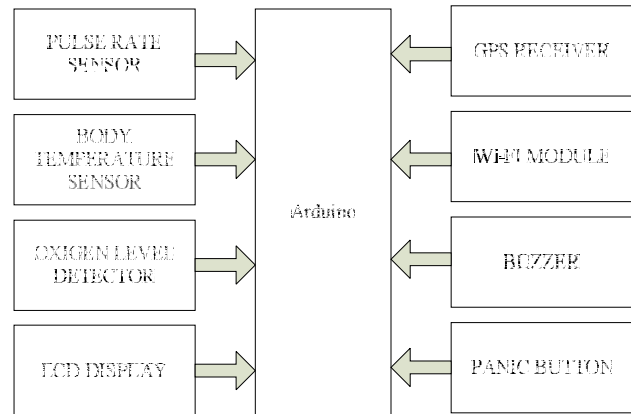 PULSE RATE
SENSOR
BODY
TEMPERATURE
SENSOR
OXIGEN LEVEL
DETECTOR
LCD DISPLAY
Arduino
GPS RECEIVER
WI-FI MODULE
BUZZER
PANIC BUTTON